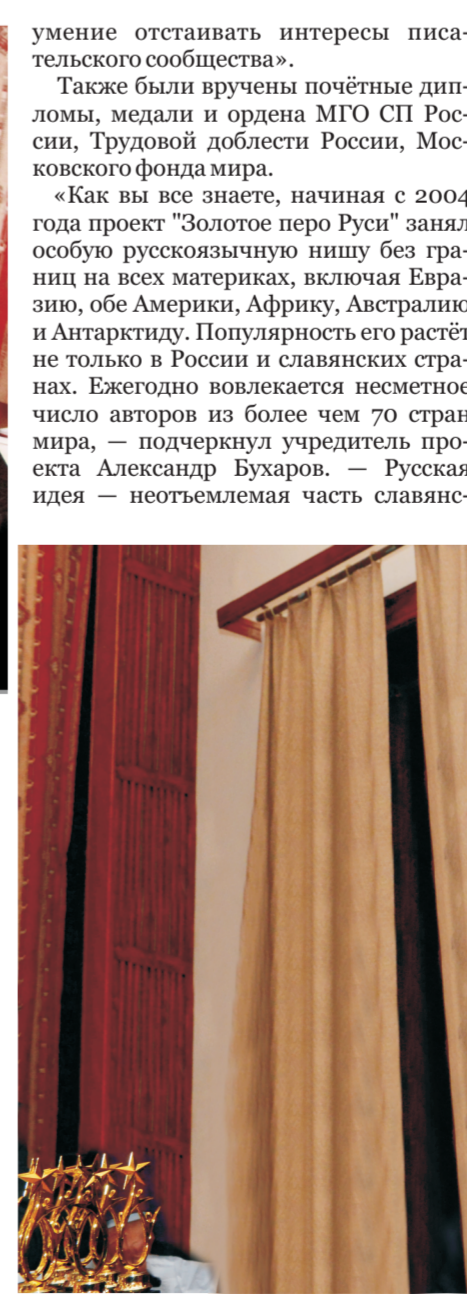 умение отстаивать интересы писа-
тельского сообщества».
Также были вручены почётные дип-
ломы, медали и ордена МГО СП Рос-
сии, Трудовой доблести России, Мос-
ковского фонда мира.
«Как вы все знаете, начиная с 2004
года проект "Золотое перо Руси" занял
особую русскоязычную нишу без гра-
ниц на всех материках, включая Евра-
зию, обе Америки, Африку, Австралию
и Антарктиду. Популярность его растёт
не только в России и славянских стра-
нах. Ежегодно вовлекается несметное
число авторов из более чем 70 стран
мира, — подчеркнул учредитель про-
екта Александр Бухаров. — Русская
идея — неотъемлемая часть славянс-